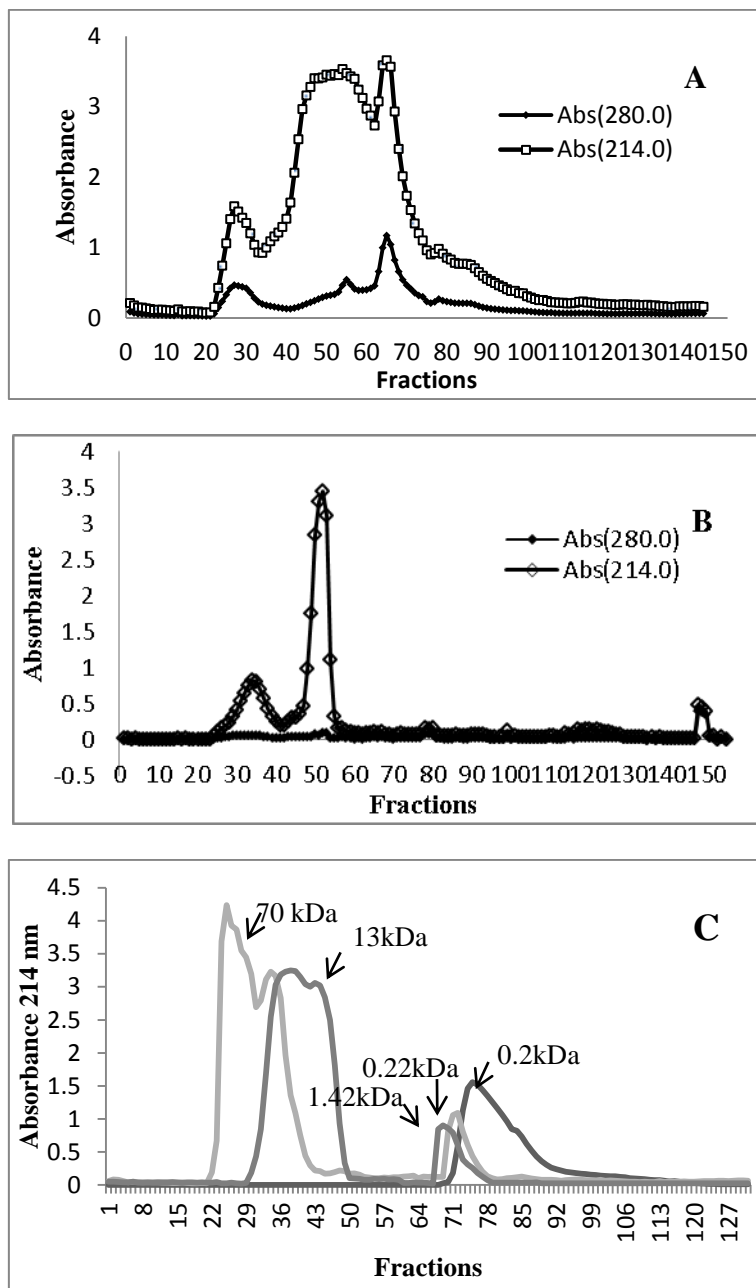 4
A
Abs(280.0)
3
Abs(214.0)
2
1
0
0 10 20 30 40 50 60 70 80 90 100110120130140150
Absorbance
Fractions
4
B
3.5
3
Abs(280.0)
2.5
Abs(214.0)
2
1.5
1
0.5
0
-0.5
0 10 20 30 40 50 60 70 80 90 100110120130140150
Absorbance
Fractions
4.5
C
70 kDa
4
13kDa
3.5
3
2.5
2
0.2kDa
0.22kDa
1.5
1.42kDa
1
0.5
0
1 8 15 22 29 36 43 50 57 64 71 78 85 92 99 106 113 120 127
Absorbance 214 nm
Fractions